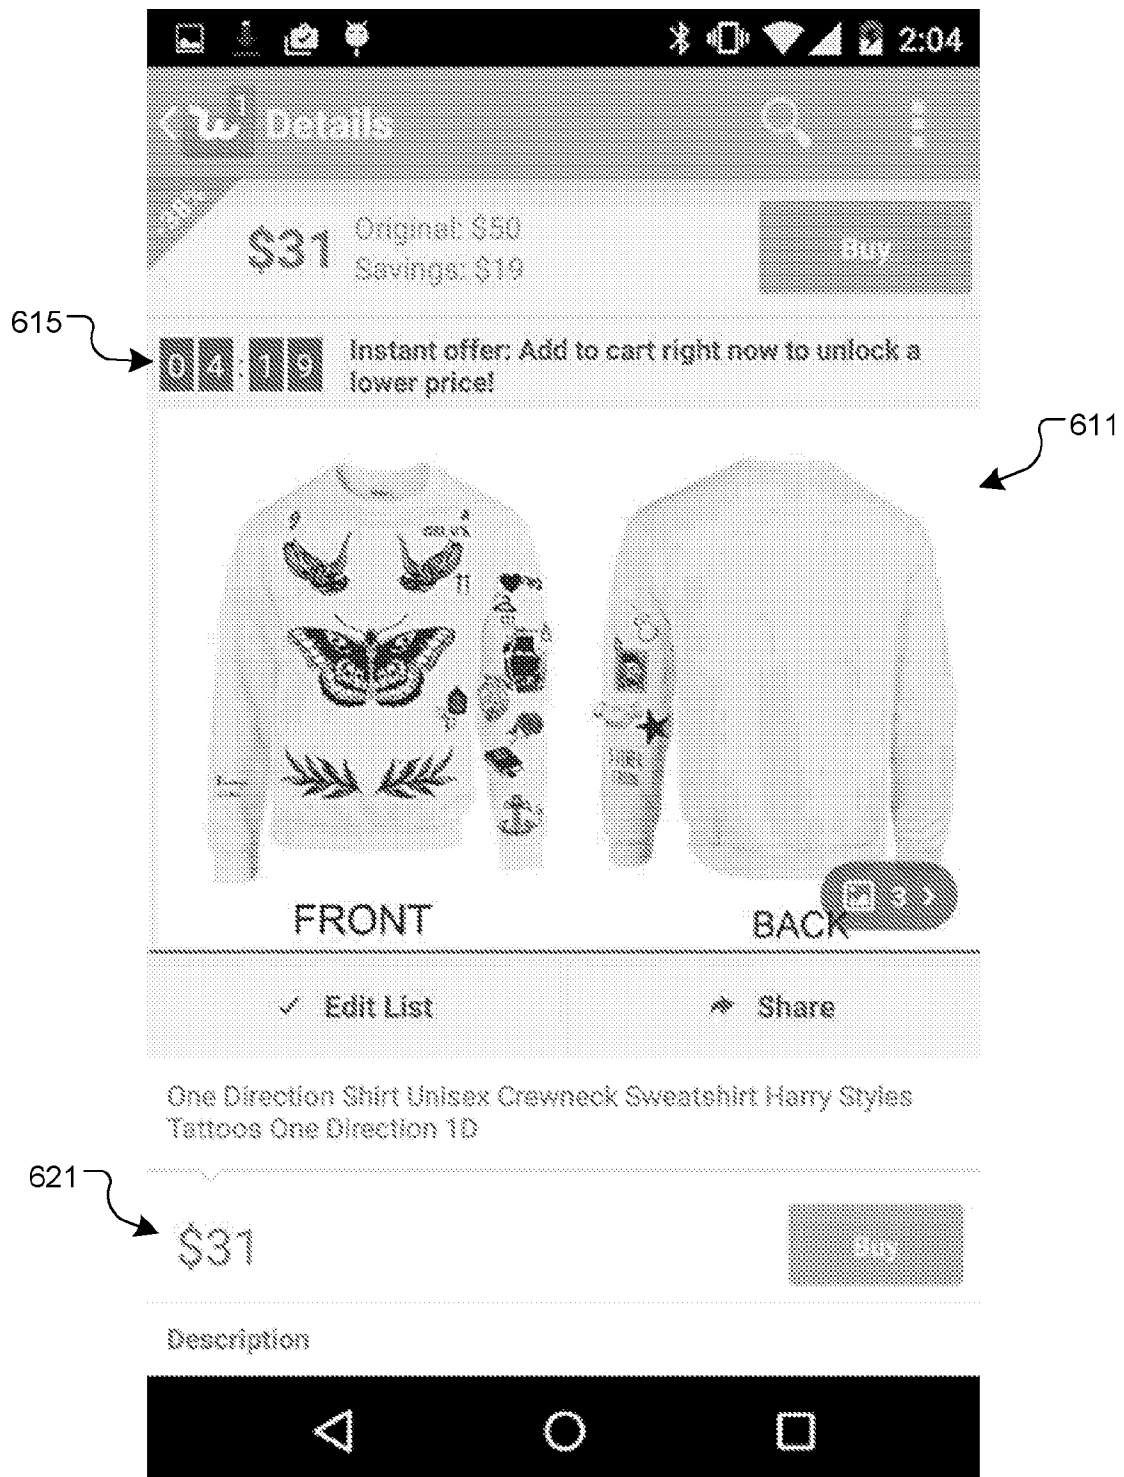 2:04
Details
$31
Original: $50
Savings: $19
Buy
615
04:19
Instant offer: Add to cart right now to unlock a
lower price!
611
FRONT
BACK
3
Edit List
Share
One Direction Shirt Unisex Crewneck Sweatshirt Harry Styles
Tattoos One Direction 1D
621
$31
Buy
Description